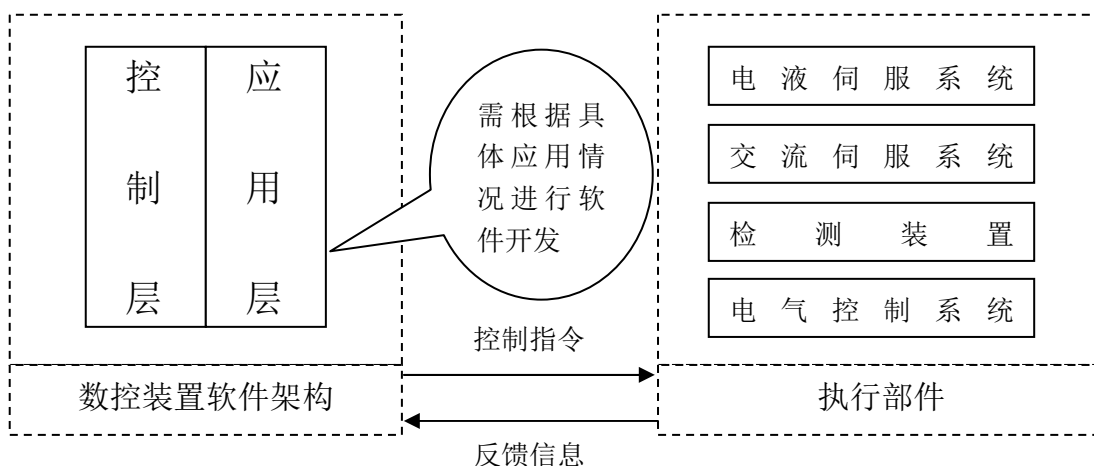 控制层
应用层
需根据具
体应用情
况进行软
件开发
电液伺服系统
交流伺服系统
检测装置
电气控制系统
控制指令
数控装置软件架构
执行部件
反馈信息